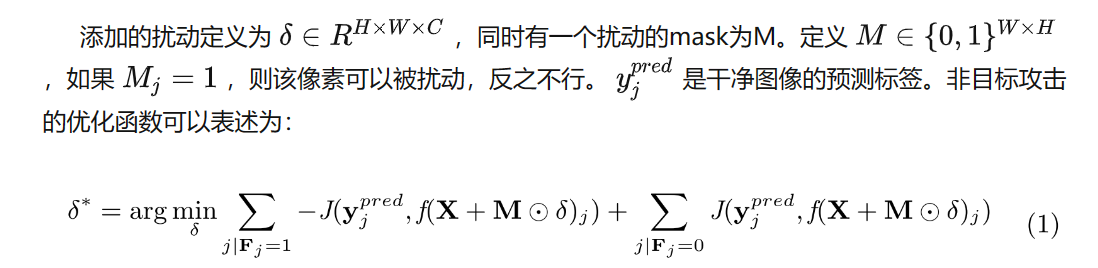 添加的扰动定义为 $\delta \in R^{H \times W \times C}$ ，同时有一个扰动的mask为M。定义 $M \in \{0,1\}^{W \times H}$
，如果 $M_j = 1$ ，则该像素可以被扰动，反之不行。 $y_j^{pred}$ 是干净图像的预测标签。非目标攻击
的优化函数可以表述为：
$\delta^* = \arg\min_{\delta} \sum_{j|\mathbf{F}_j=1} -J(\mathbf{y}_j^{pred}, f(\mathbf{X} + \mathbf{M} \odot \delta)_j) + \sum_{j|\mathbf{F}_j=0} J(\mathbf{y}_j^{pred}, f(\mathbf{X} + \mathbf{M} \odot \delta)_j)$ (1)